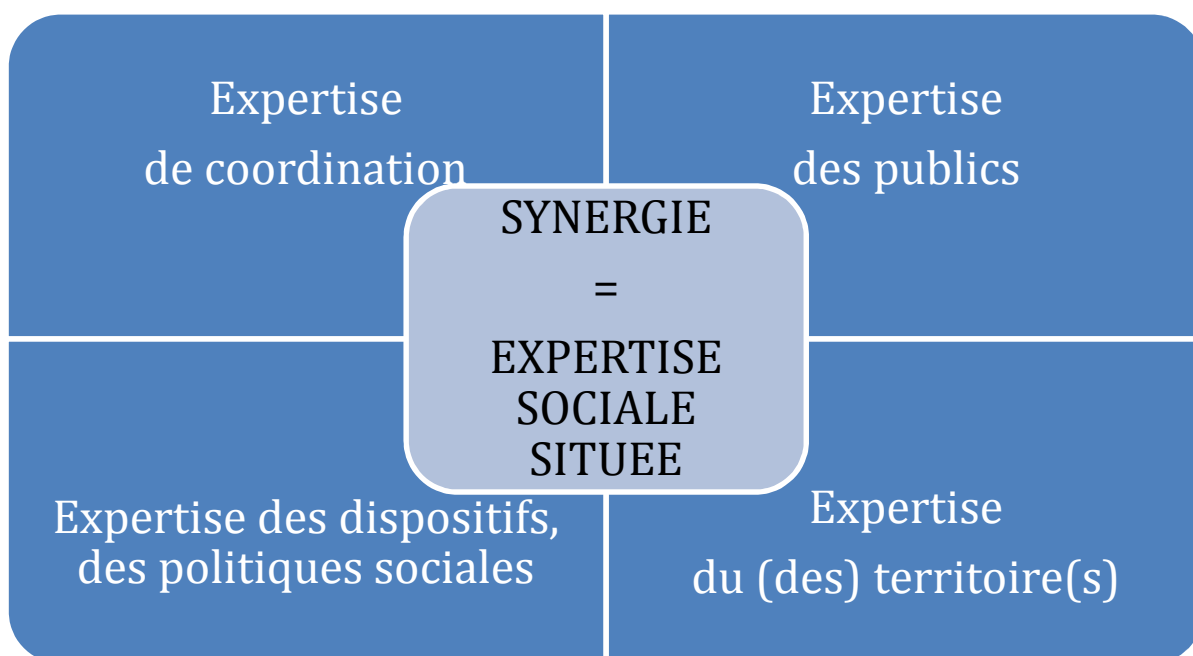 Expertise
de coordination
Expertise
des publics
SYNERGIE
=
EXPERTISE
SOCIALE
SITUEE
Expertise des dispositifs,
des politiques sociales
Expertise
du (des) territoire(s)